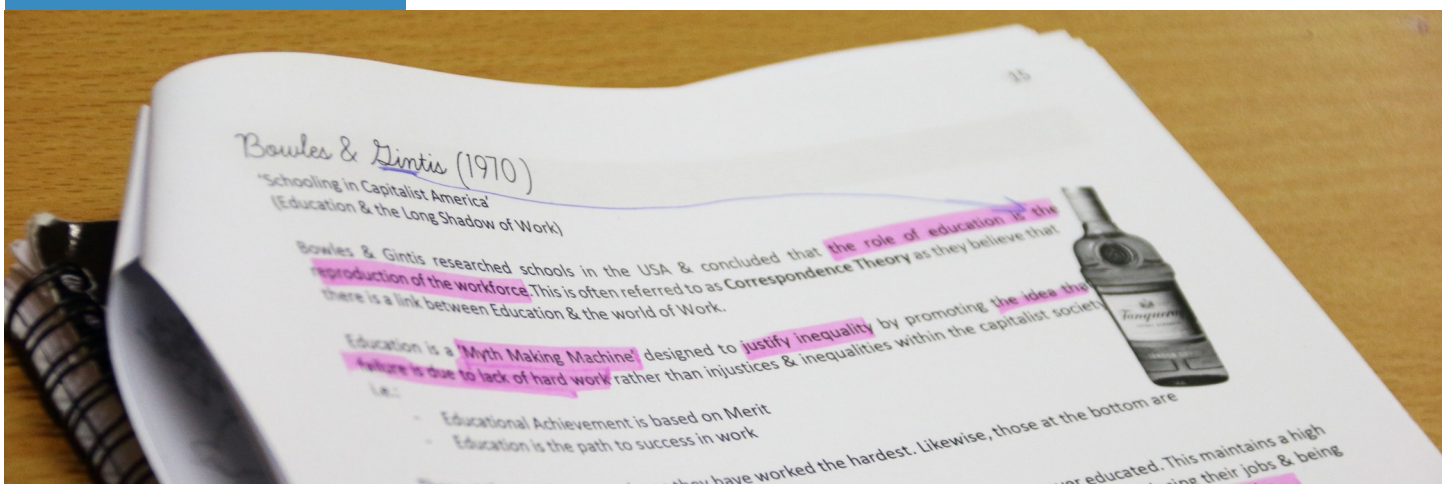 35
Bowles & Gintis (1970)
'Schooling in Capitalist America'
(Education & the Long Shadow of Work)
Bowles & Gintis researched schools in the USA & concluded that the role of education is the
reproduction of the workforce. This is often referred to as Correspondence Theory as they believe that
there is a link between Education & the world of Work.
Education is a 'Myth Making Machine' designed to justify inequality by promoting the idea that
failure is due to lack of hard work rather than injustices & inequalities within the capitalist society
i.e.:
- Educational Achievement is based on Merit
- Education is the path to success in work
they have worked the hardest. Likewise, those at the bottom are
educated. This maintains a high
their jobs & being
Tanqueray